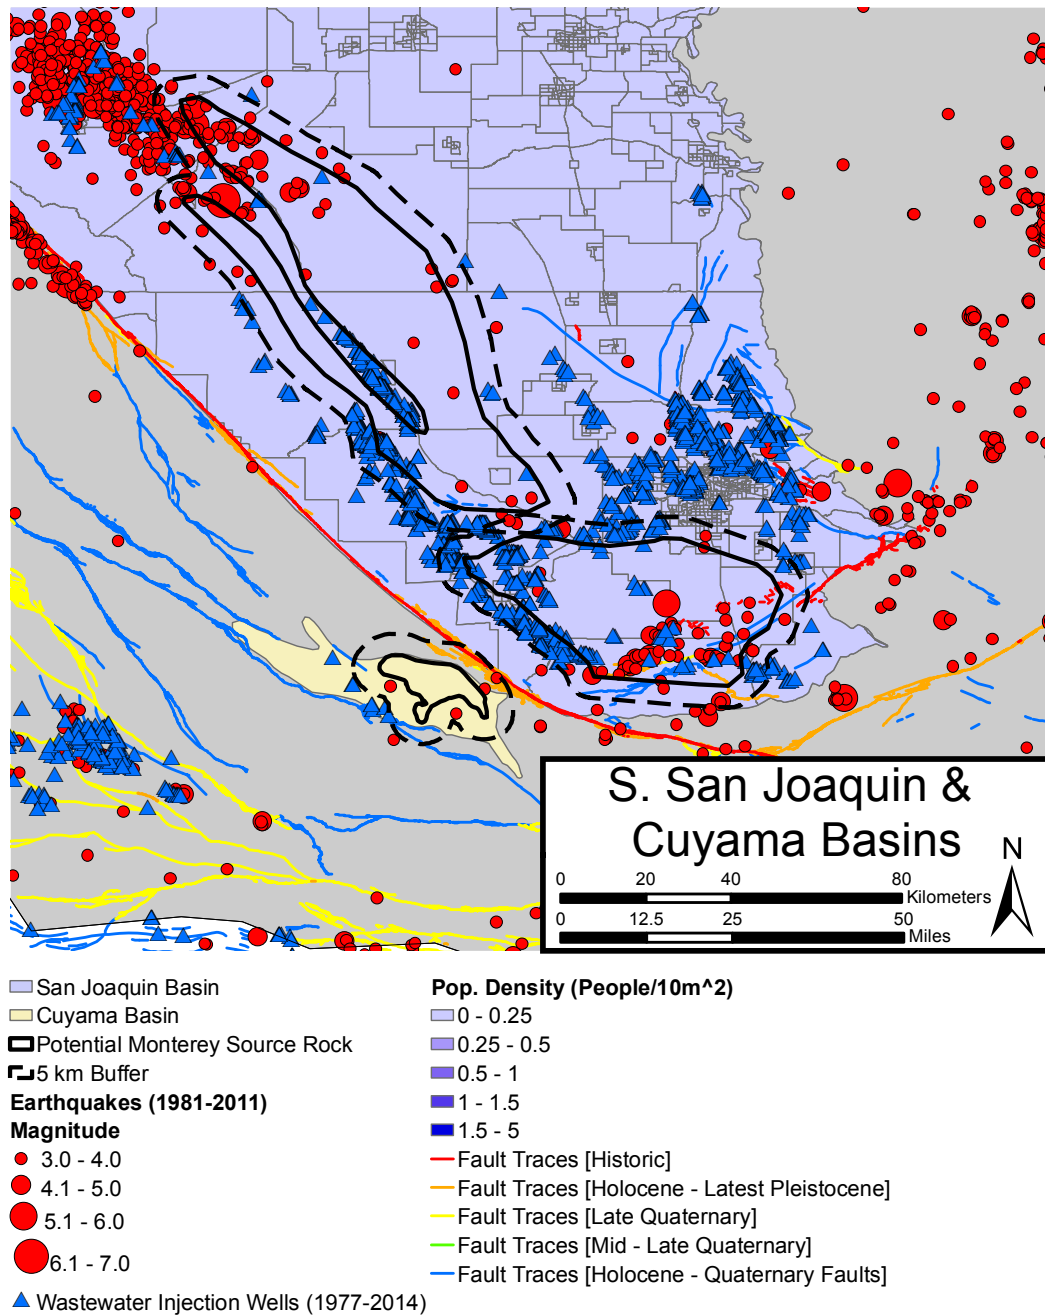 S. San Joaquin &
Cuyama Basins
N
0 20 40 80
Kilometers
0 12.5 25 50
Miles
San Joaquin Basin
Cuyama Basin
Potential Monterey Source Rock
5 km Buffer
Earthquakes (1981-2011)
Magnitude
3.0 - 4.0
4.1 - 5.0
5.1 - 6.0
6.1 - 7.0
Wastewater Injection Wells (1977-2014)
Pop. Density (People/10m^2)
0 - 0.25
0.25 - 0.5
0.5 - 1
1 - 1.5
1.5 - 5
Fault Traces [Historic]
Fault Traces [Holocene - Latest Pleistocene]
Fault Traces [Late Quaternary]
Fault Traces [Mid - Late Quaternary]
Fault Traces [Holocene - Quaternary Faults]